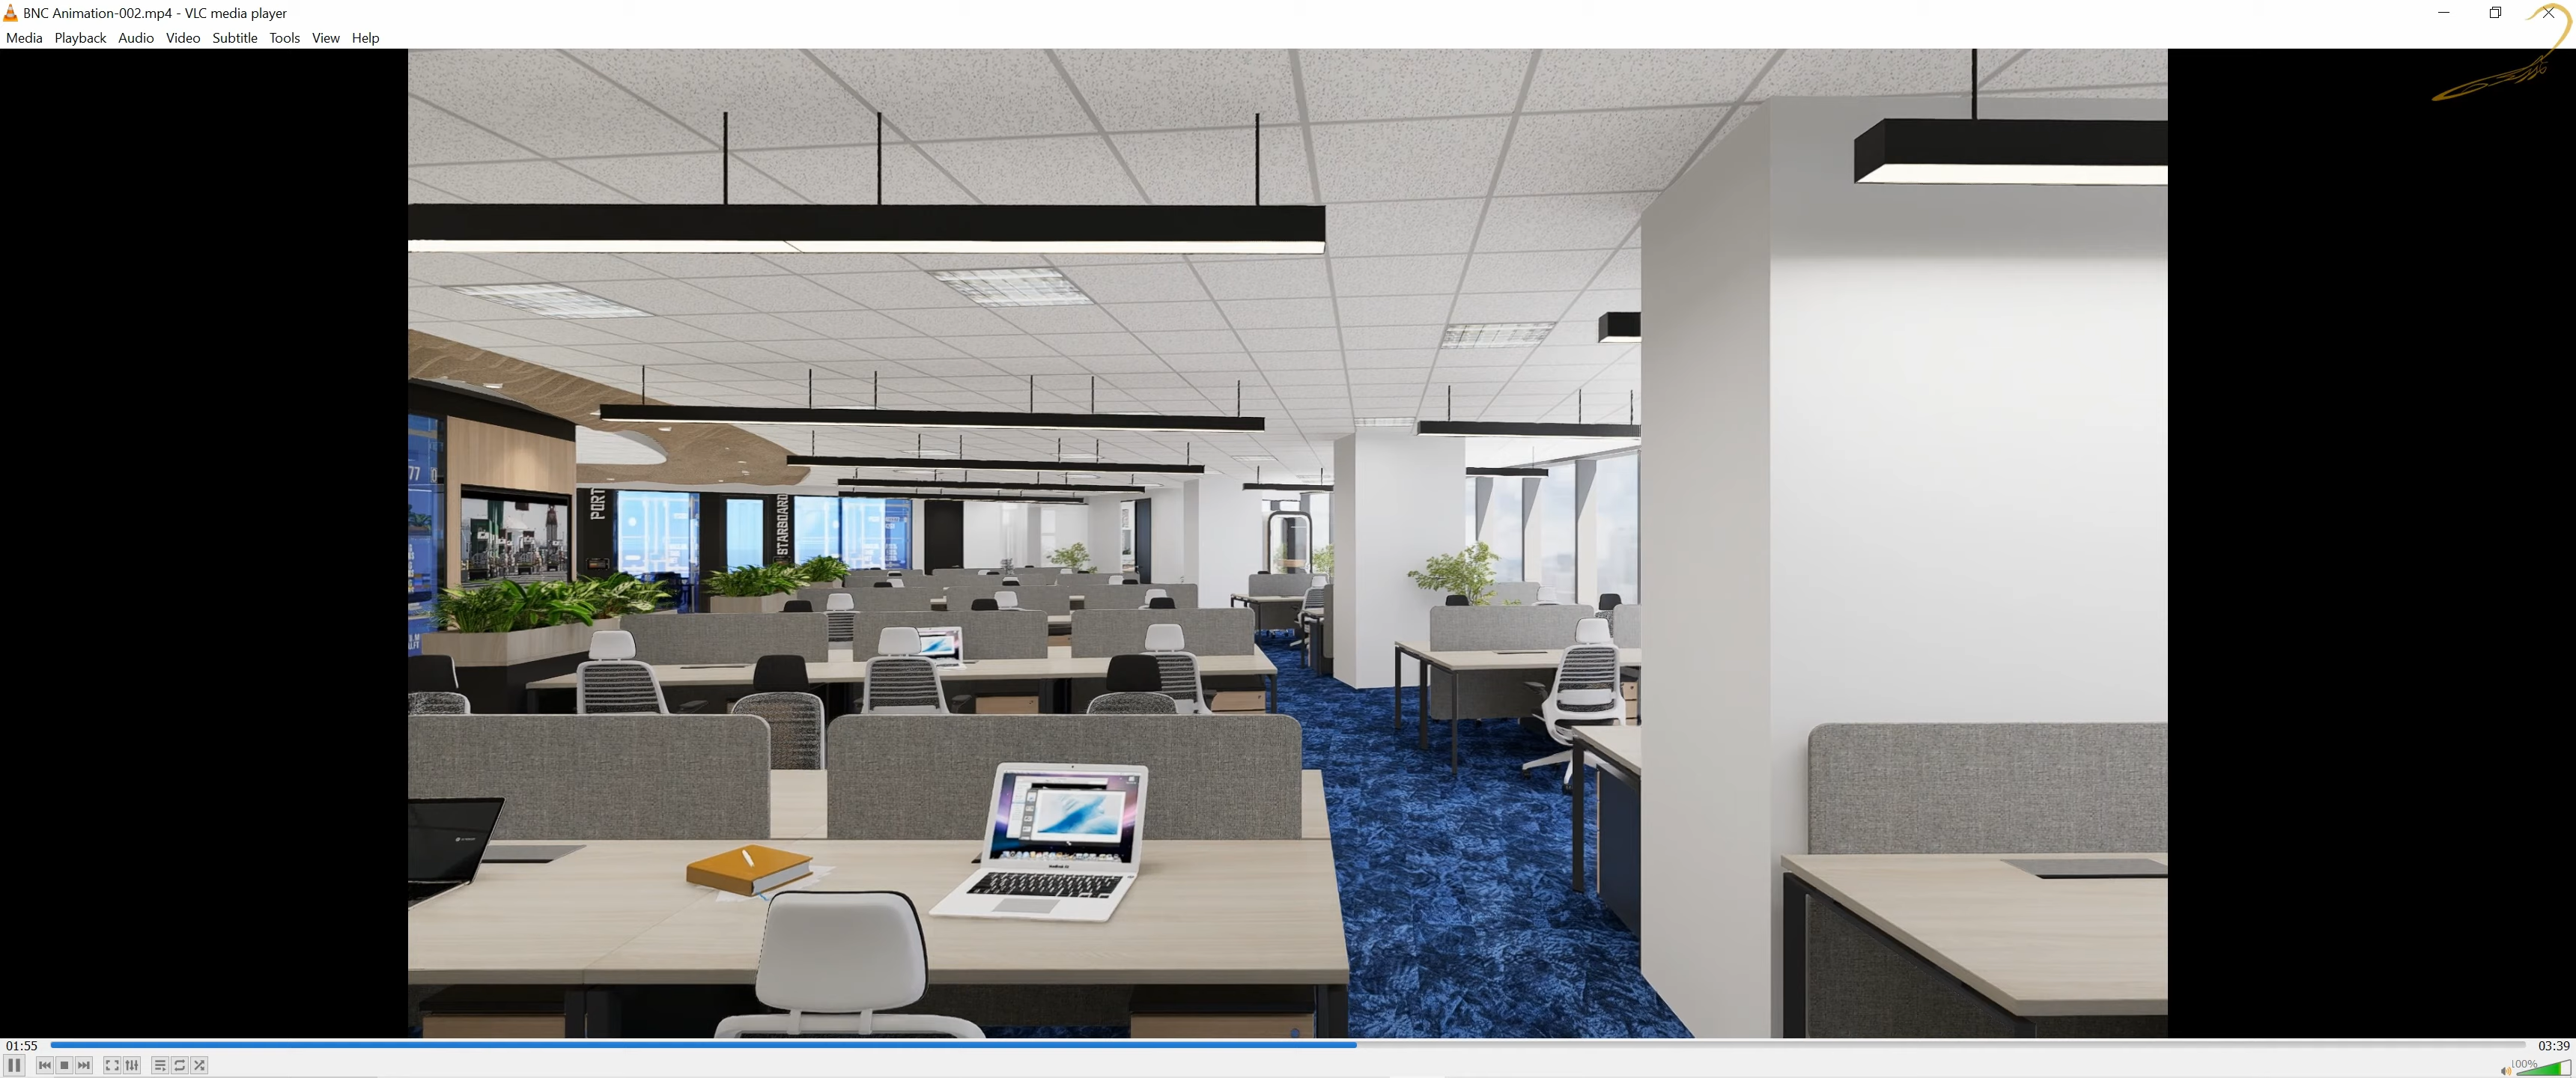 BNC Animation-002.mp4 - VLC media player
Media Playback Audio Video Subtitle Tools View Help
77
PORT
STARBOARD
01:55
03:39
100%